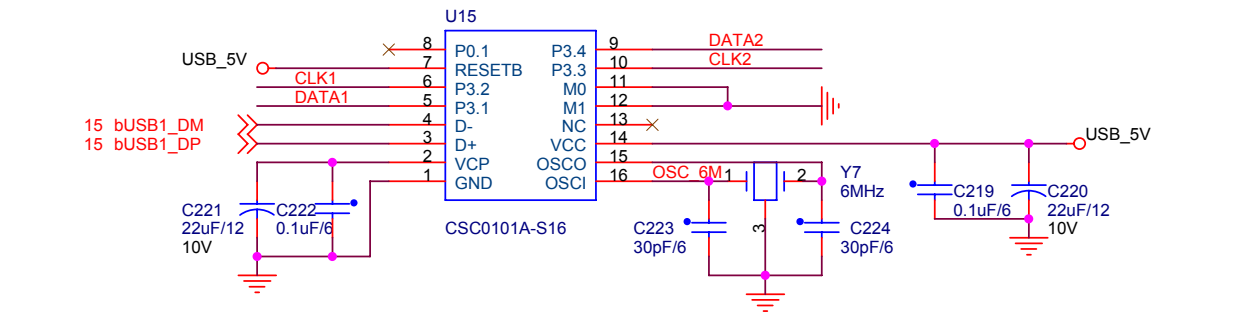 U15
8 P0.1 P3.4 9 DATA2
USB_5V 7 RESETB P3.3 10 CLK2
CLK1 6 P3.2 M0 11
DATA1 5 P3.1 M1 12
15 bUSB1_DM 4 D- NC 13
15 bUSB1_DP 3 D+ VCC 14 USB_5V
2 VCP OSCO 15
1 GND OSCI 16 OSC_6M 1 2 Y7
6MHz
C221 C222 C219 C220
22uF/12 0.1uF/6 0.1uF/6 22uF/12
10V 10V
CSC0101A-S16
C223 3 C224
30pF/6 30pF/6